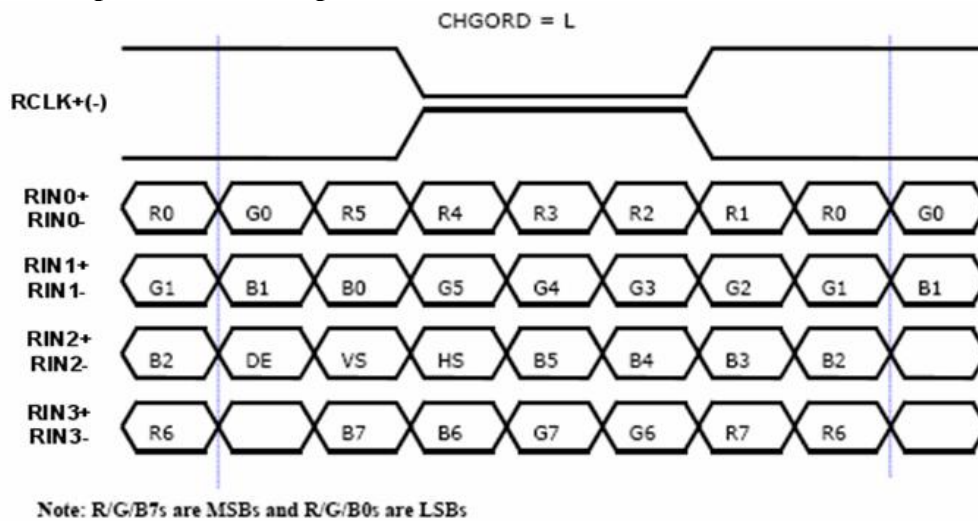 CHGORD = L
RCLK+(-)
RIN0+
RIN0-
R0 G0 R5 R4 R3 R2 R1 R0 G0
RIN1+
RIN1-
G1 B1 B0 G5 G4 G3 G2 G1 B1
RIN2+
RIN2-
B2 DE VS HS B5 B4 B3 B2
RIN3+
RIN3-
R6 B7 B6 G7 G6 R7 R6
Note: R/G/B7s are MSBs and R/G/B0s are LSBs